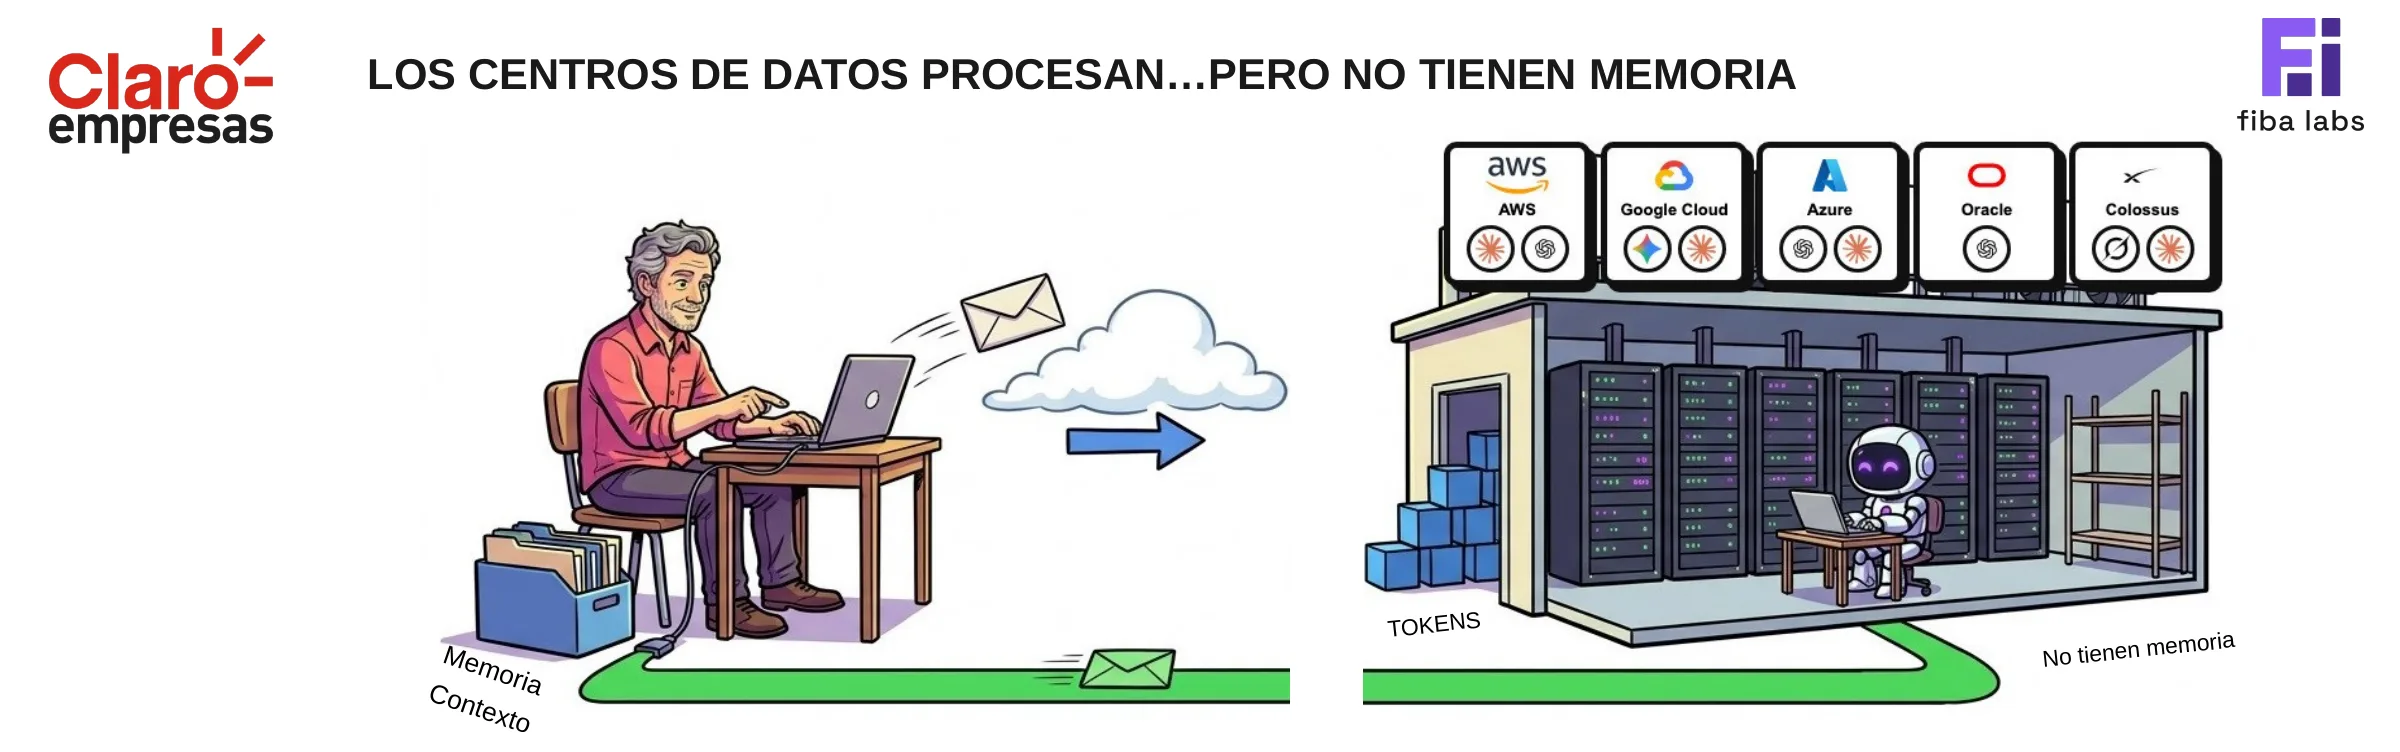 Claro
empresas
LOS CENTROS DE DATOS PROCESAN...PERO NO TIENEN MEMORIA
Fi
fiba labs
aws
AWS
Google Cloud
Azure
Oracle
Colossus
Memoria
Contexto
TOKENS
No tienen memoria